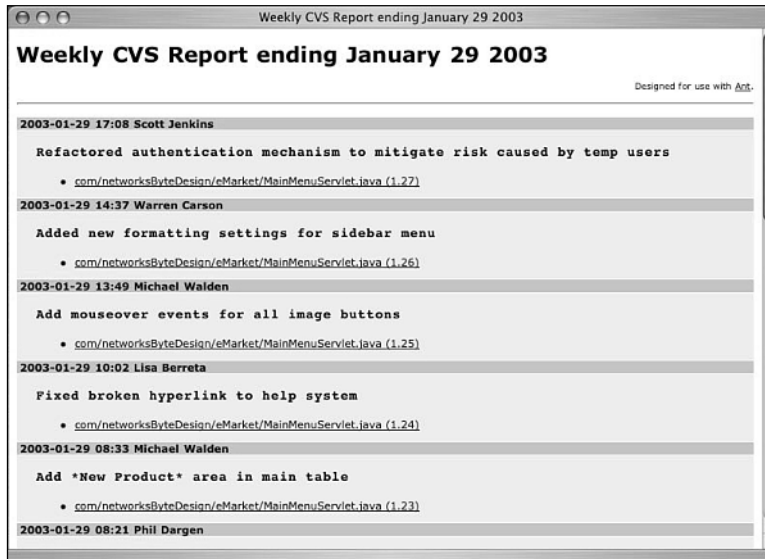 Weekly CVS Report ending January 29 2003
Weekly CVS Report ending January 29 2003
Designed for use with Ant.
2003-01-29 17:08 Scott Jenkins
Refactored authentication mechanism to mitigate risk caused by temp users
• com/networksByteDesign/eMarket/MainMenuServlet.java (1.27)
2003-01-29 14:37 Warren Carson
Added new formatting settings for sidebar menu
• com/networksByteDesign/eMarket/MainMenuServlet.java (1.26)
2003-01-29 13:49 Michael Walden
Add mouseover events for all image buttons
• com/networksByteDesign/eMarket/MainMenuServlet.java (1.25)
2003-01-29 10:02 Lisa Berreta
Fixed broken hyperlink to help system
• com/networksByteDesign/eMarket/MainMenuServlet.java (1.24)
2003-01-29 08:33 Michael Walden
Add *New Product* area in main table
• com/networksByteDesign/eMarket/MainMenuServlet.java (1.23)
2003-01-29 08:21 Phil Dargen